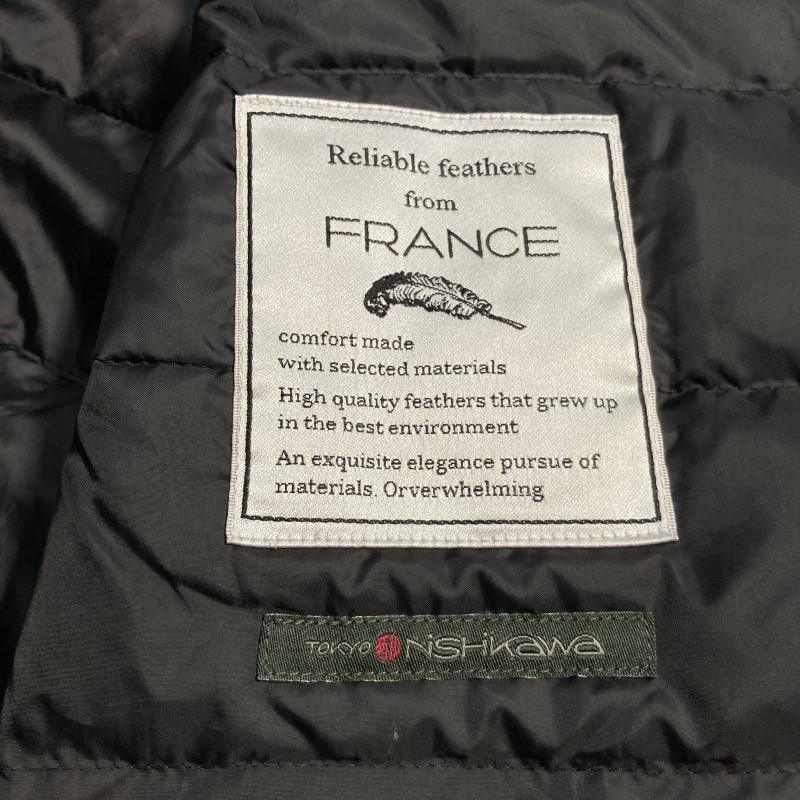 Reliable feathers
from
FRANCE
comfort made
with selected materials
High quality feathers that grew up
in the best environment
An exquisite elegance pursue of
materials. Orverwhelming
TOKYO NiSHiKaWa